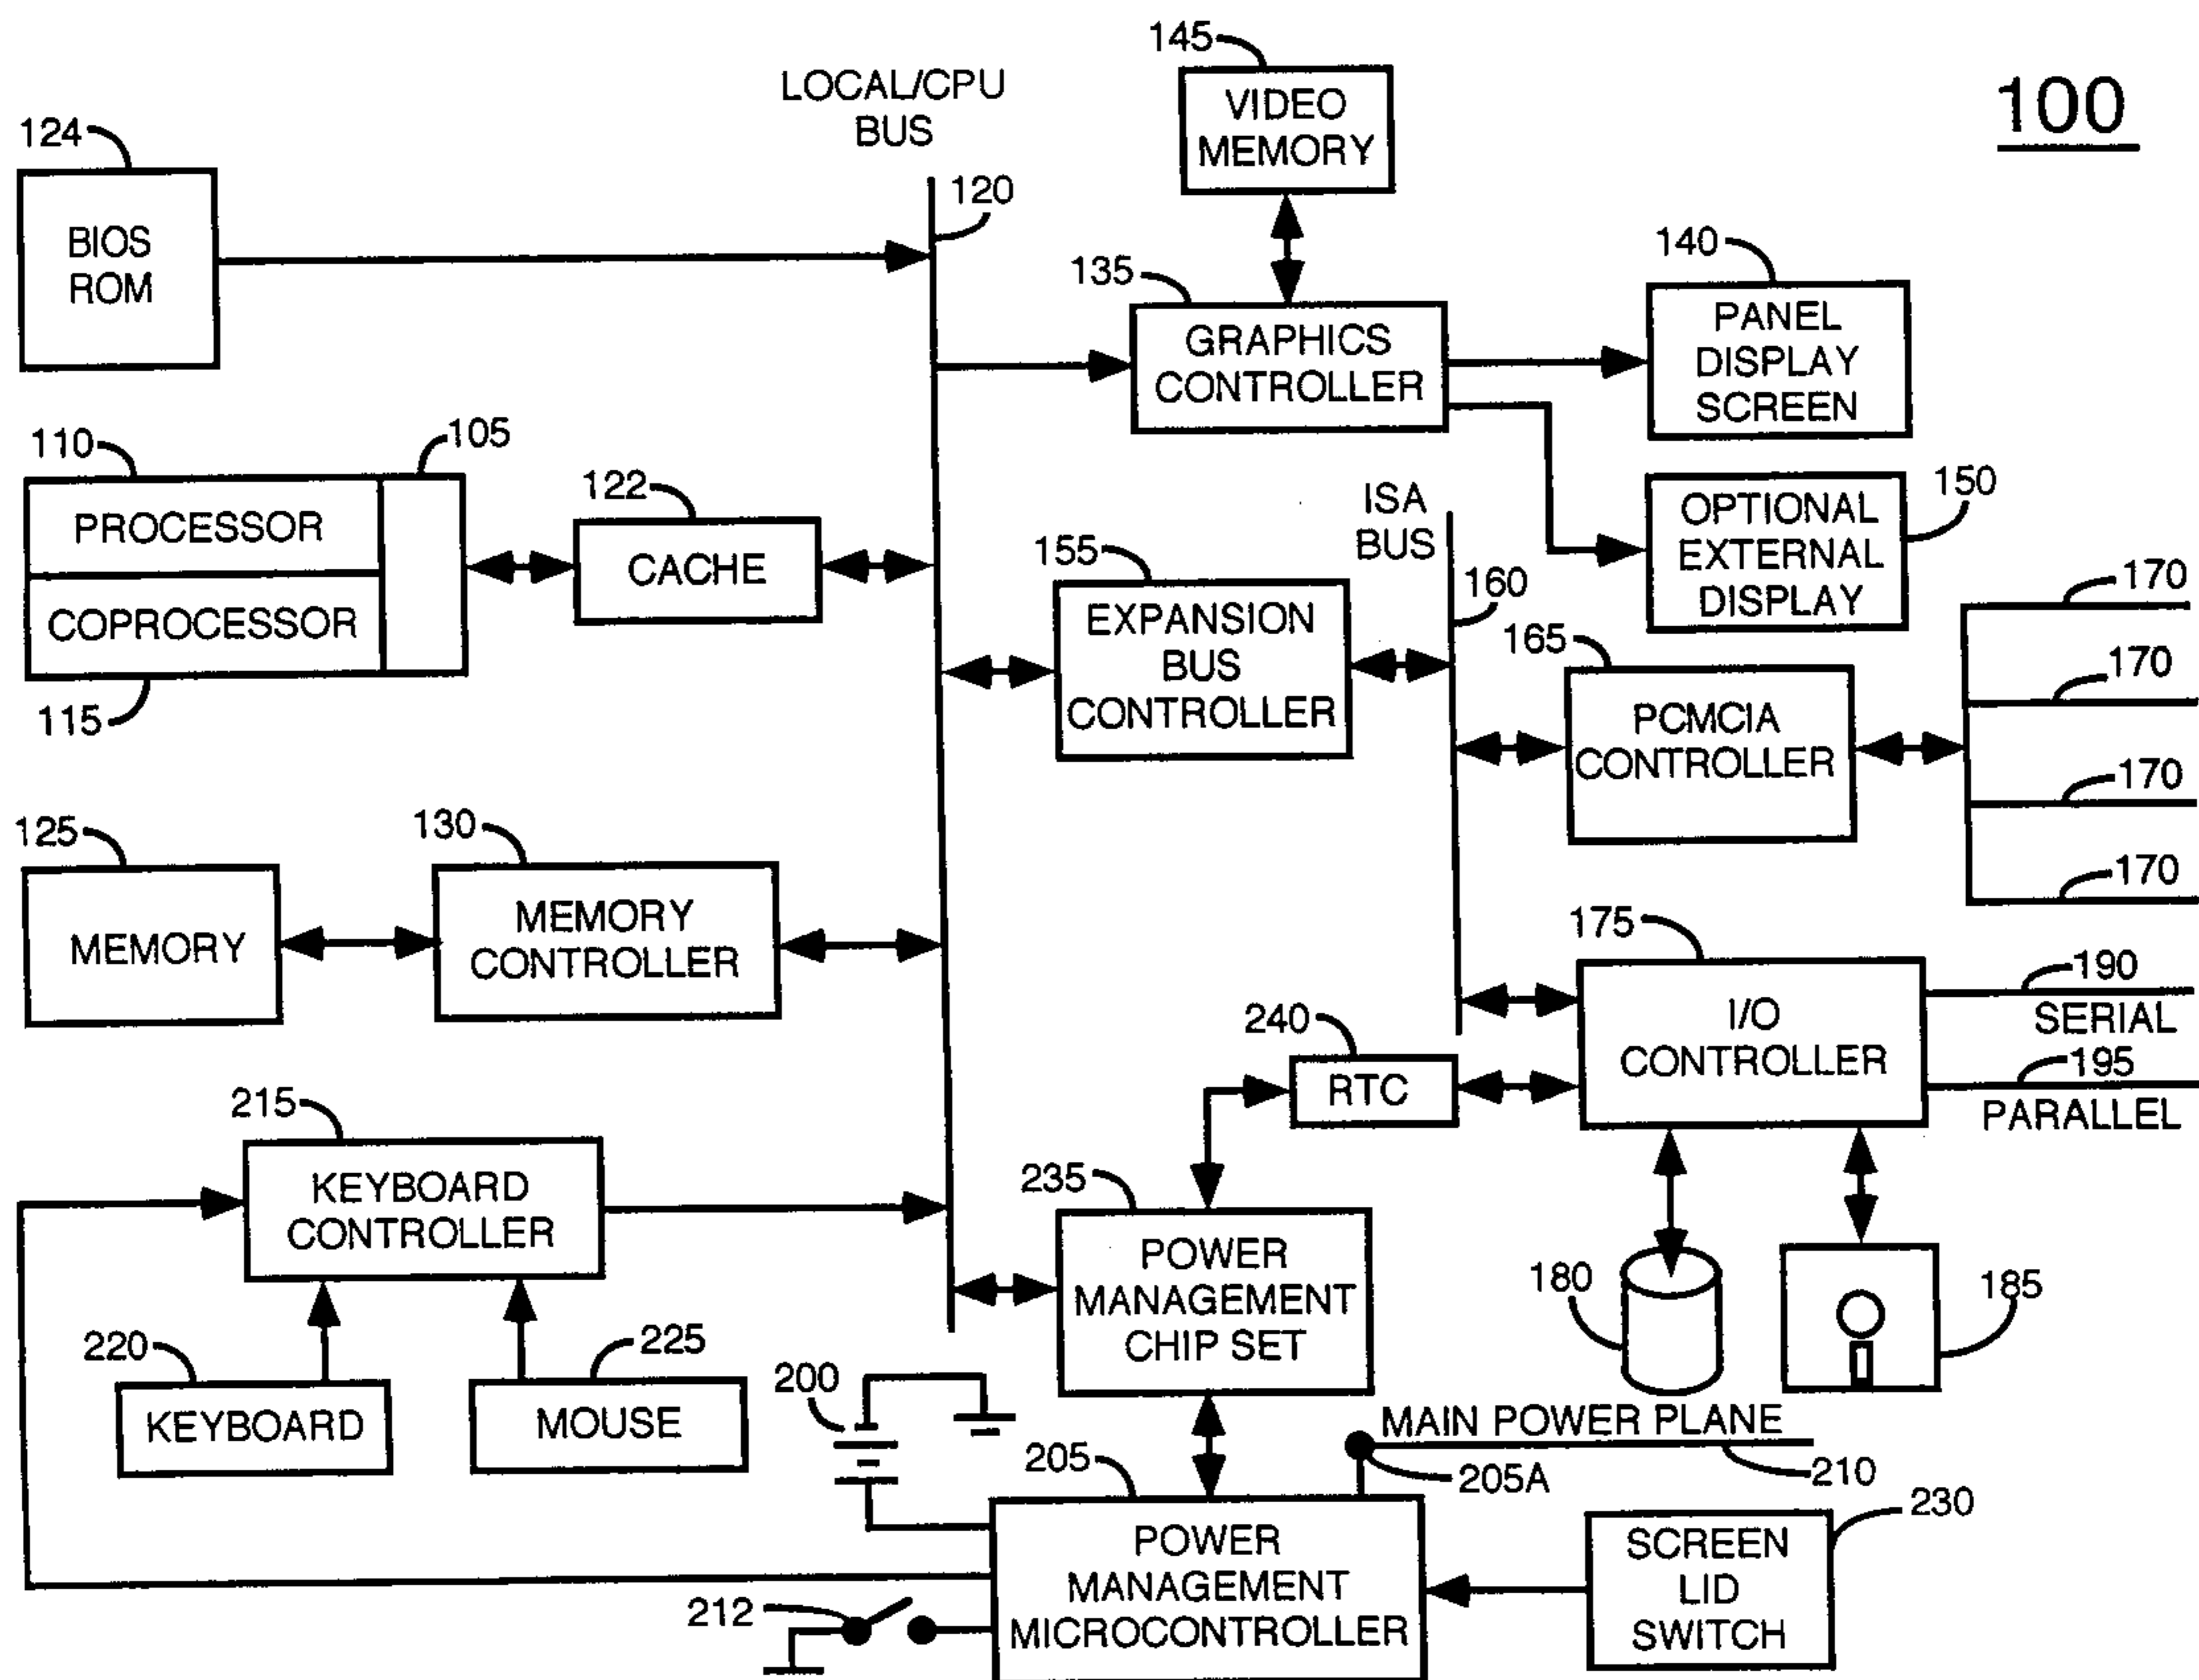 145
LOCAL/CPU
BUS
VIDEO
MEMORY
100
124
120
BIOS
ROM
135
140
GRAPHICS
CONTROLLER
PANEL
DISPLAY
SCREEN
110
105
122
PROCESSOR
COPROCESSOR
CACHE
115
ISA
BUS
OPTIONAL
EXTERNAL
DISPLAY
150
155
160
EXPANSION
BUS
CONTROLLER
165
PCMCIA
CONTROLLER
170
170
170
170
125
130
MEMORY
MEMORY
CONTROLLER
175
I/O
CONTROLLER
190
SERIAL
195
PARALLEL
240
RTC
215
KEYBOARD
CONTROLLER
235
POWER
MANAGEMENT
CHIP SET
180
185
220
225
KEYBOARD
MOUSE
200
MAIN POWER PLANE
205
205A
210
230
POWER
MANAGEMENT
MICROCONTROLLER
SCREEN
LID
SWITCH
212